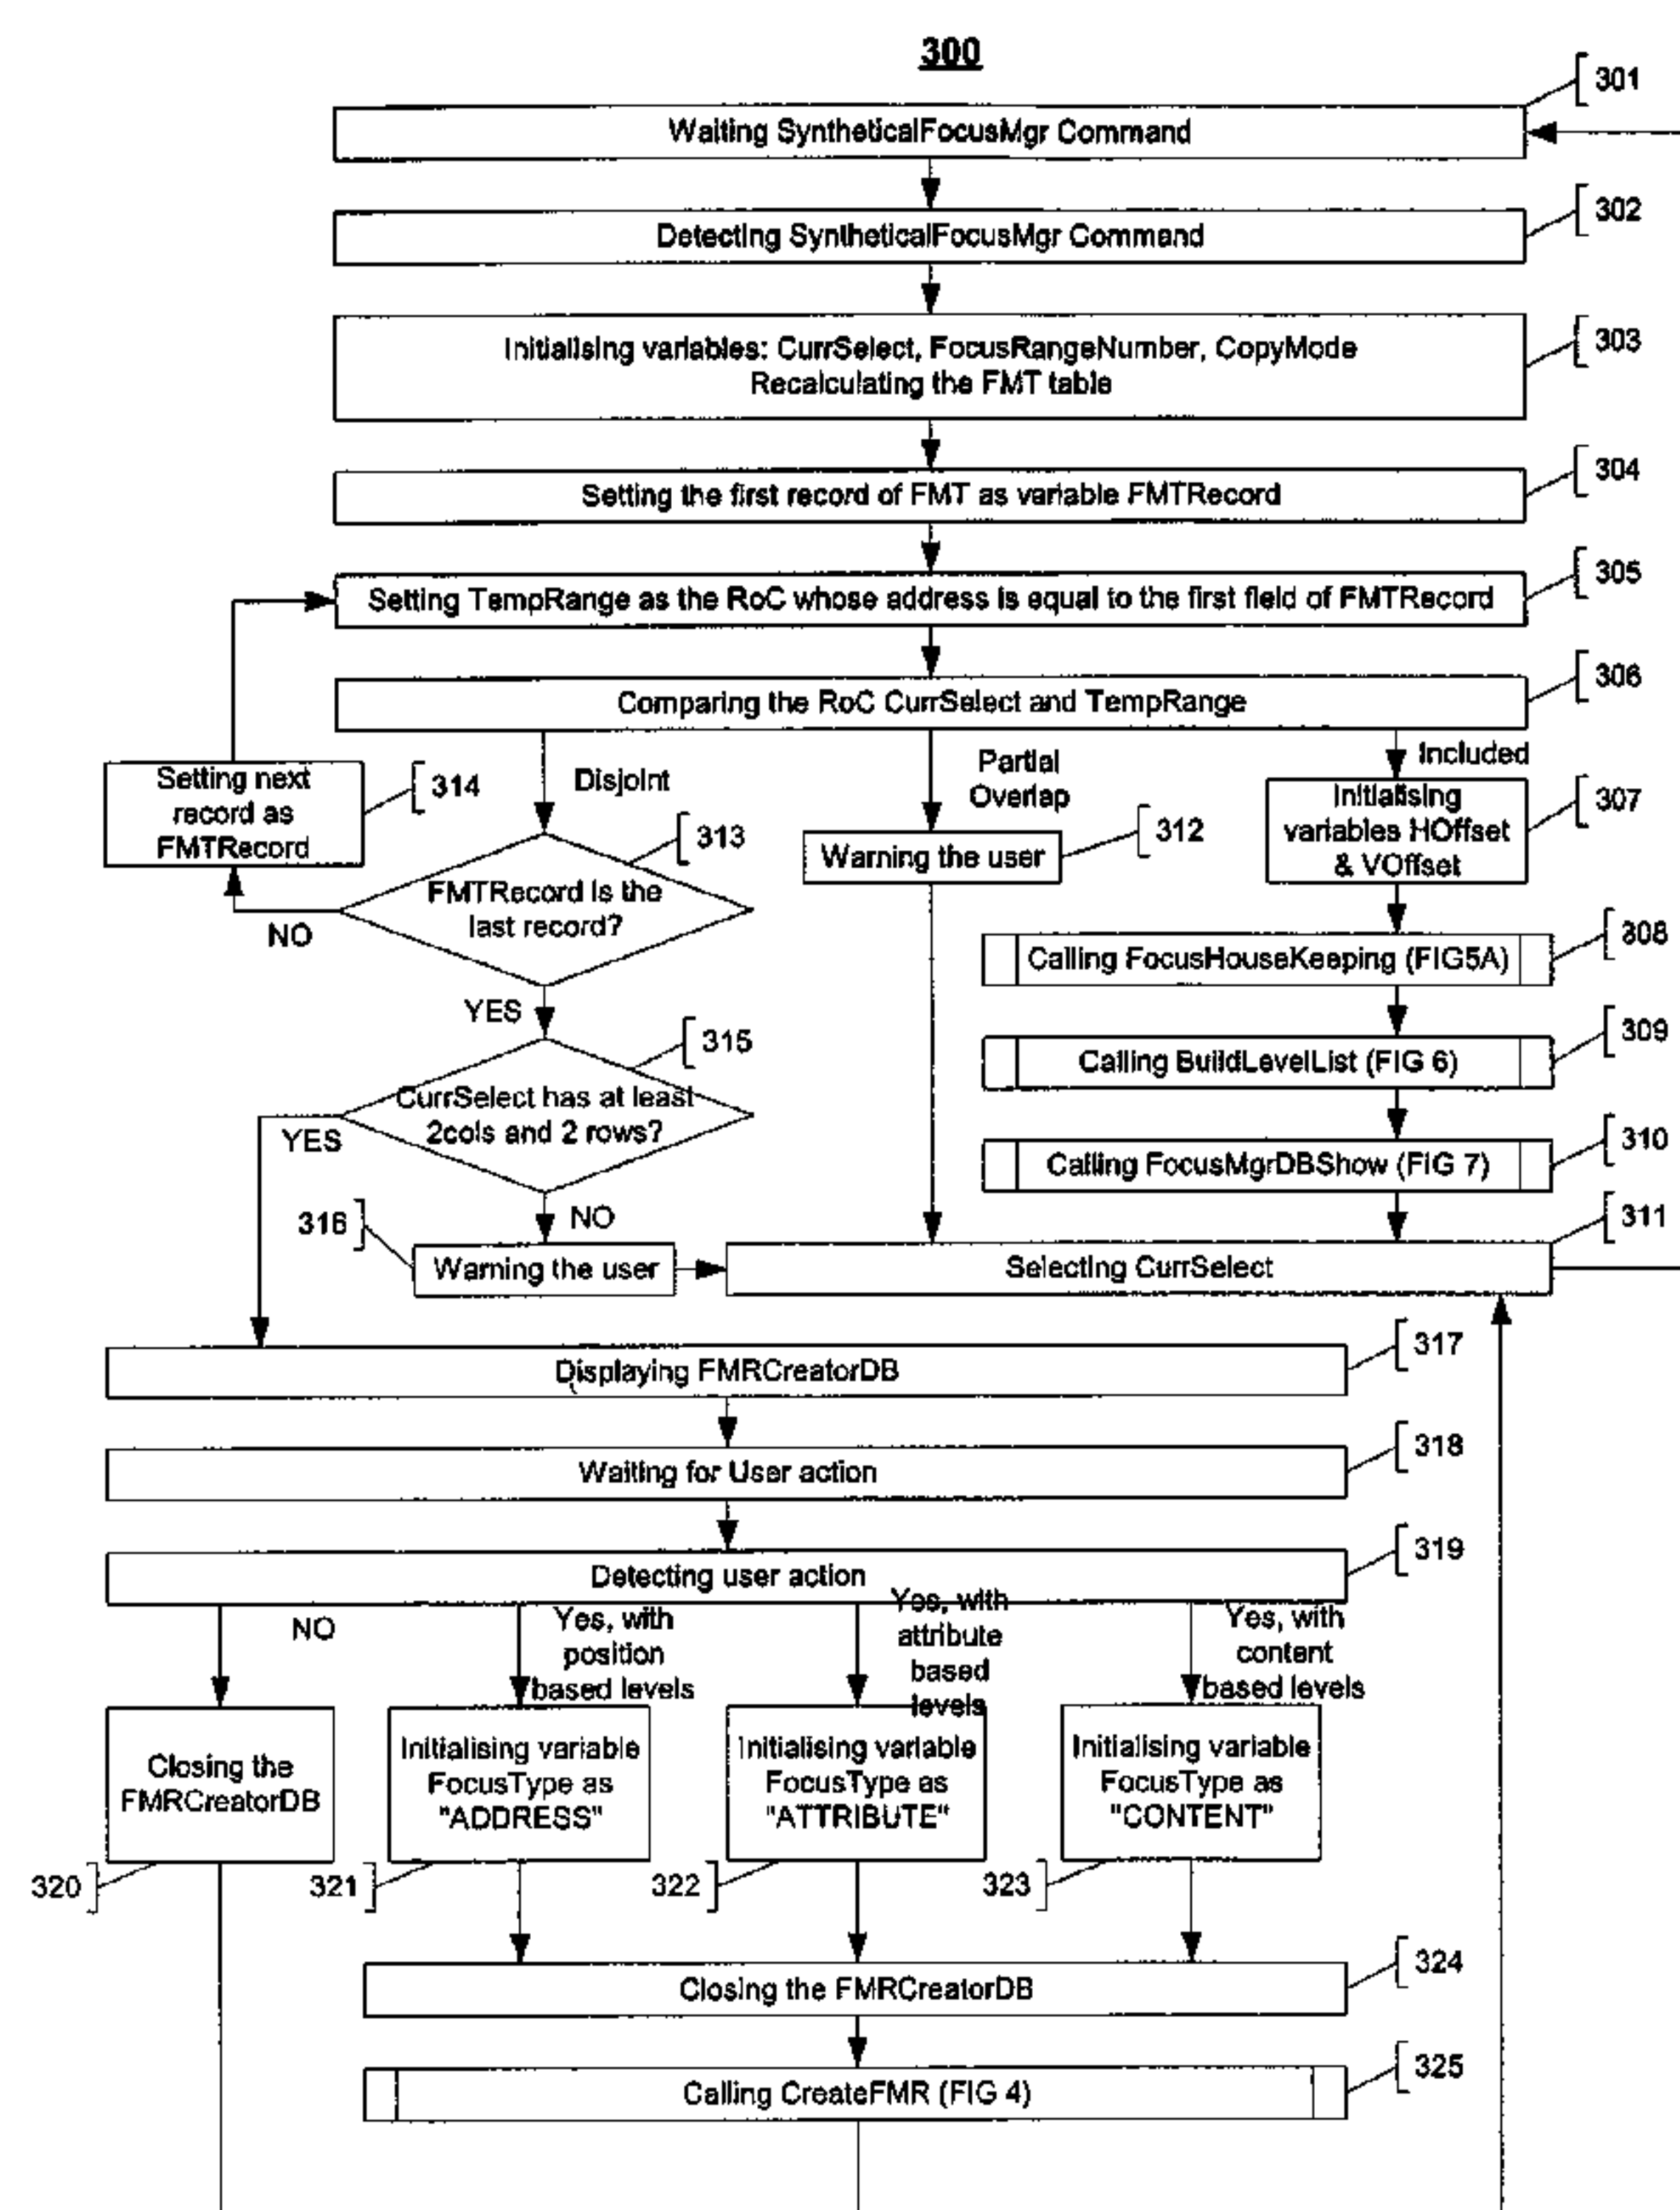 300
301
Waiting SyntheticalFocusMgr Command
302
Detecting SyntheticalFocusMgr Command
303
Initialising variables: CurrSelect, FocusRangeNumber, CopyMode
Recalculating the FMT table
304
Setting the first record of FMT as variable FMTRecord
305
Setting TempRange as the RoC whose address is equal to the first field of FMTRecord
306
Comparing the RoC CurrSelect and TempRange
Setting next
record as
FMTRecord
314
Disjoint
Partial
Overlap
Included
Initialising
variables HOffset
& VOffset
307
313
312
Warning the user
FMTRecord is the
last record?
NO
308
Calling FocusHouseKeeping (FIG5A)
YES
309
Calling BuildLevelList (FIG 6)
315
CurrSelect has at least
2cols and 2 rows?
YES
310
Calling FocusMgrDBShow (FIG 7)
316
NO
311
Warning the user
Selecting CurrSelect
317
Displaying FMRCreatorDB
318
Waiting for User action
319
Detecting user action
NO
Yes, with
position
based levels
Yes, with
attribute
based
levels
Yes, with
content
based levels
Closing the
FMRCreatorDB
Initialising variable
FocusType as
"ADDRESS"
Initialising variable
FocusType as
"ATTRIBUTE"
Initialising variable
FocusType as
"CONTENT"
320
321
322
323
324
Closing the FMRCreatorDB
325
Calling CreateFMR (FIG 4)